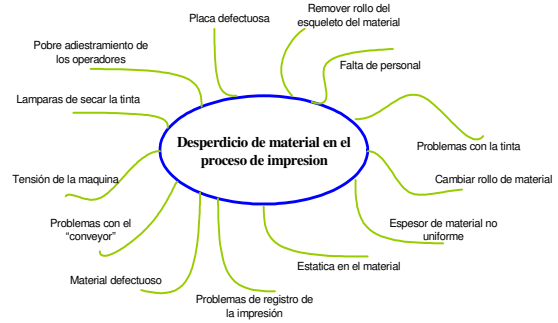 Placa defectuosa
Remover rollo del
esqueleto del material
Pobre adiestramiento de
los operadores
Falta de personal
Lamparas de secar la tinta
Desperdicio de material en el
proceso de impresion
Problemas con la tinta
Tensión de la maquina
Cambiar rollo de material
Problemas con el
“conveyor”
Espesor de material no
uniforme
Estatica en el material
Material defectuoso
Problemas de registro de
la impresión